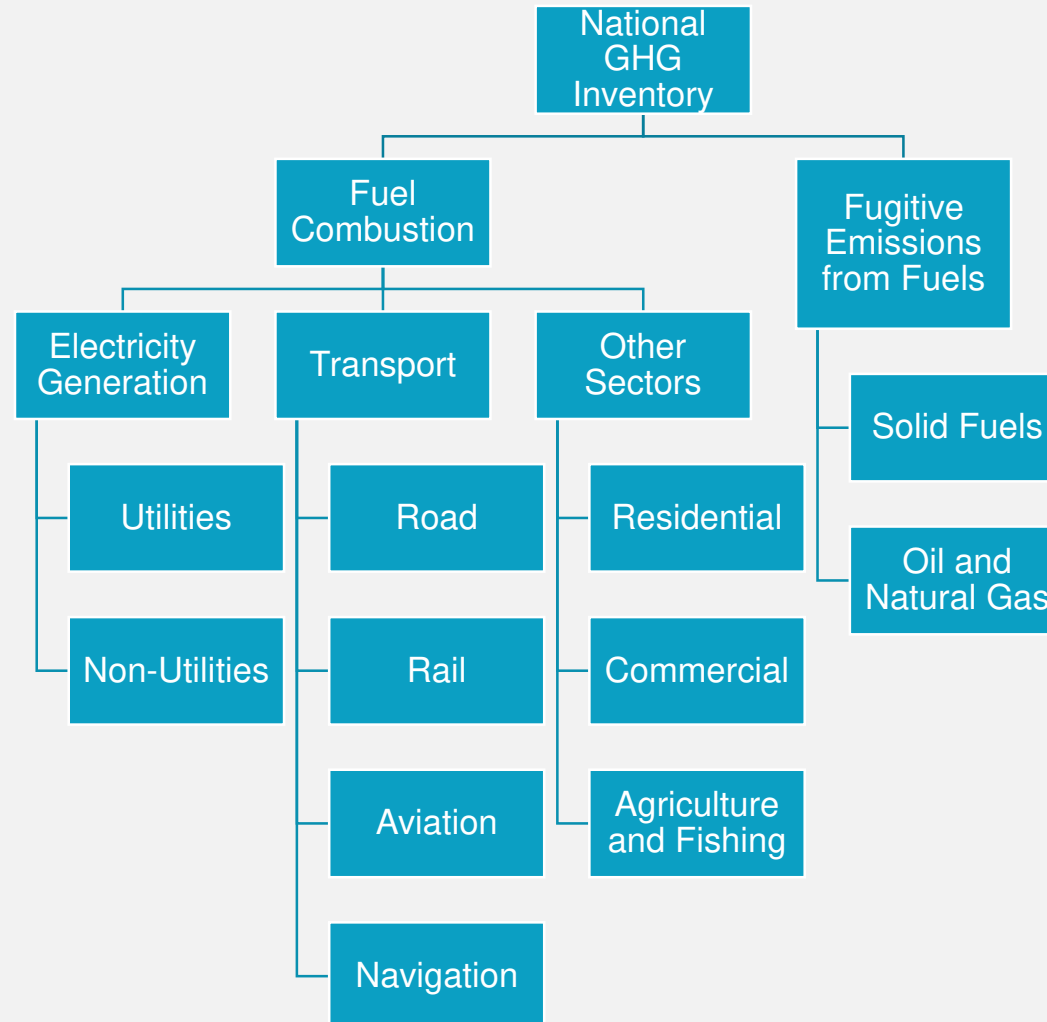 National
GHG
Inventory
Fuel
Combustion
Fugitive
Emissions
from Fuels
Electricity
Generation
Transport
Other
Sectors
Solid Fuels
Utilities
Road
Residential
Oil and
Natural Gas
Non-Utilities
Rail
Commercial
Aviation
Agriculture
and Fishing
Navigation